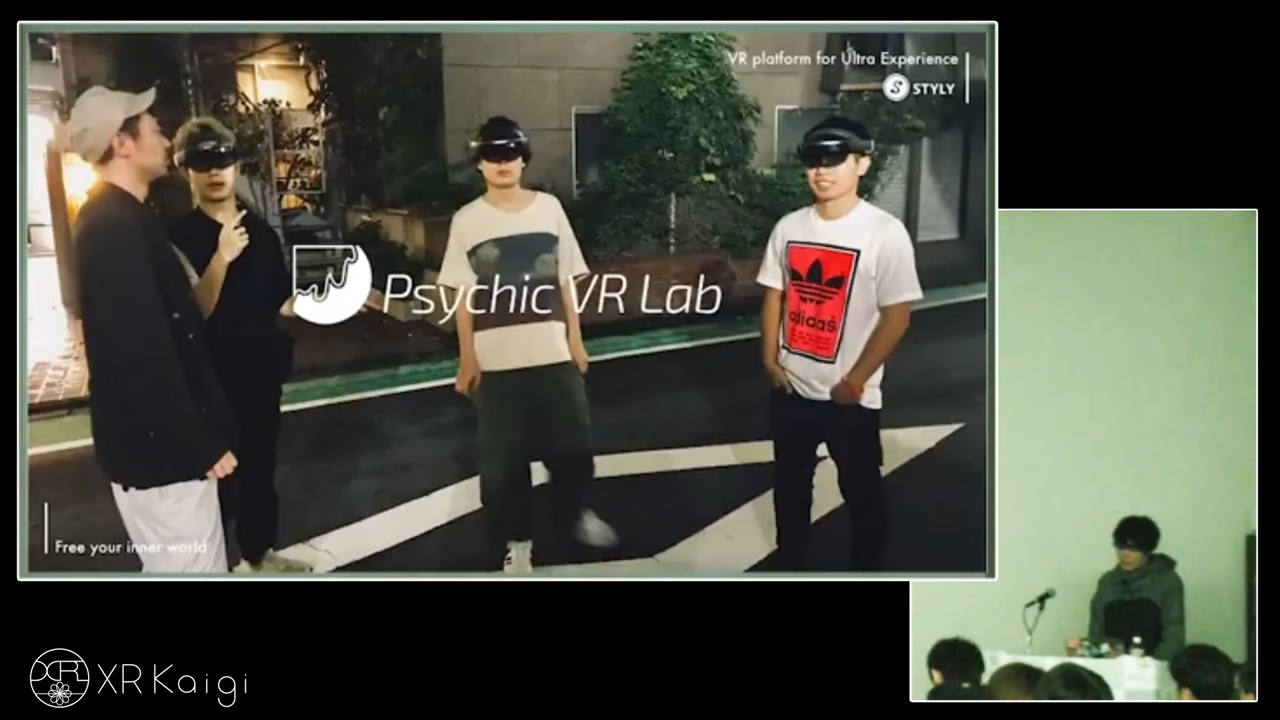 VR platform for Ultra Experience
STYLY
Psychic VR Lab
adidas
Free your inner world
XR Kaigi